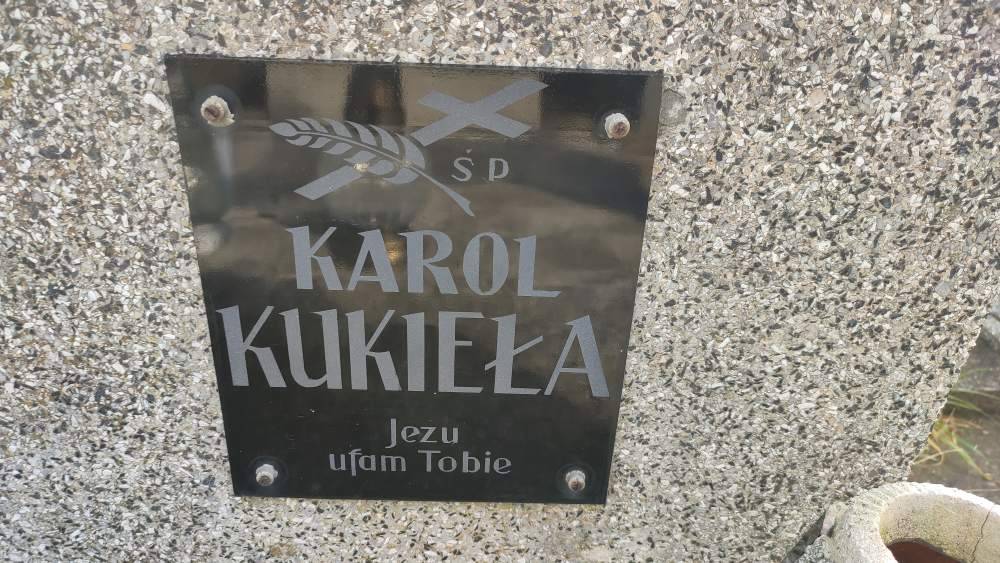 ŚP
KAROL
KUKIEŁA
Jezu
ufam Tobie